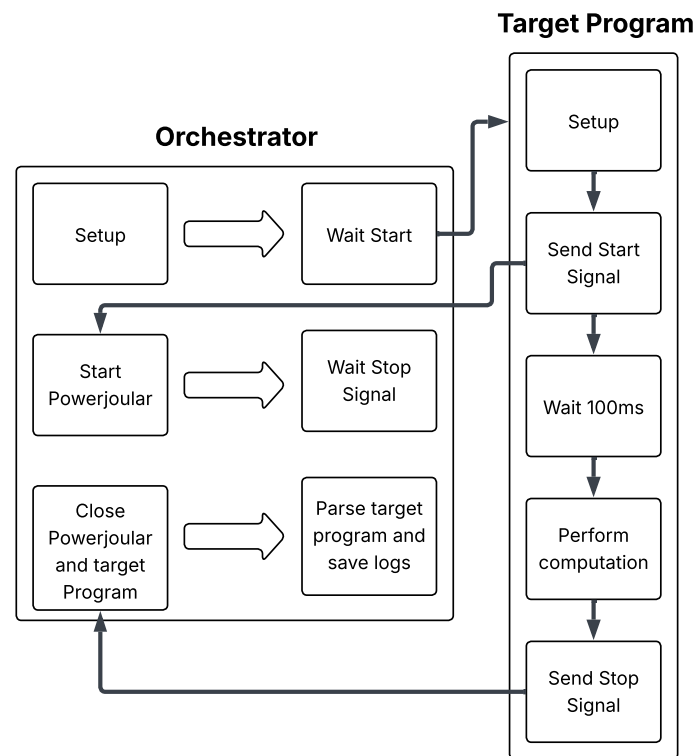 Target Program
Setup
Send Start
Signal
Wait 100ms
Perform
computation
Send Stop
Signal
Orchestrator
Setup
Wait Start
Start
Powerjoular
Wait Stop
Signal
Close
Powerjoular
and target
Program
Parse target
program and
save logs